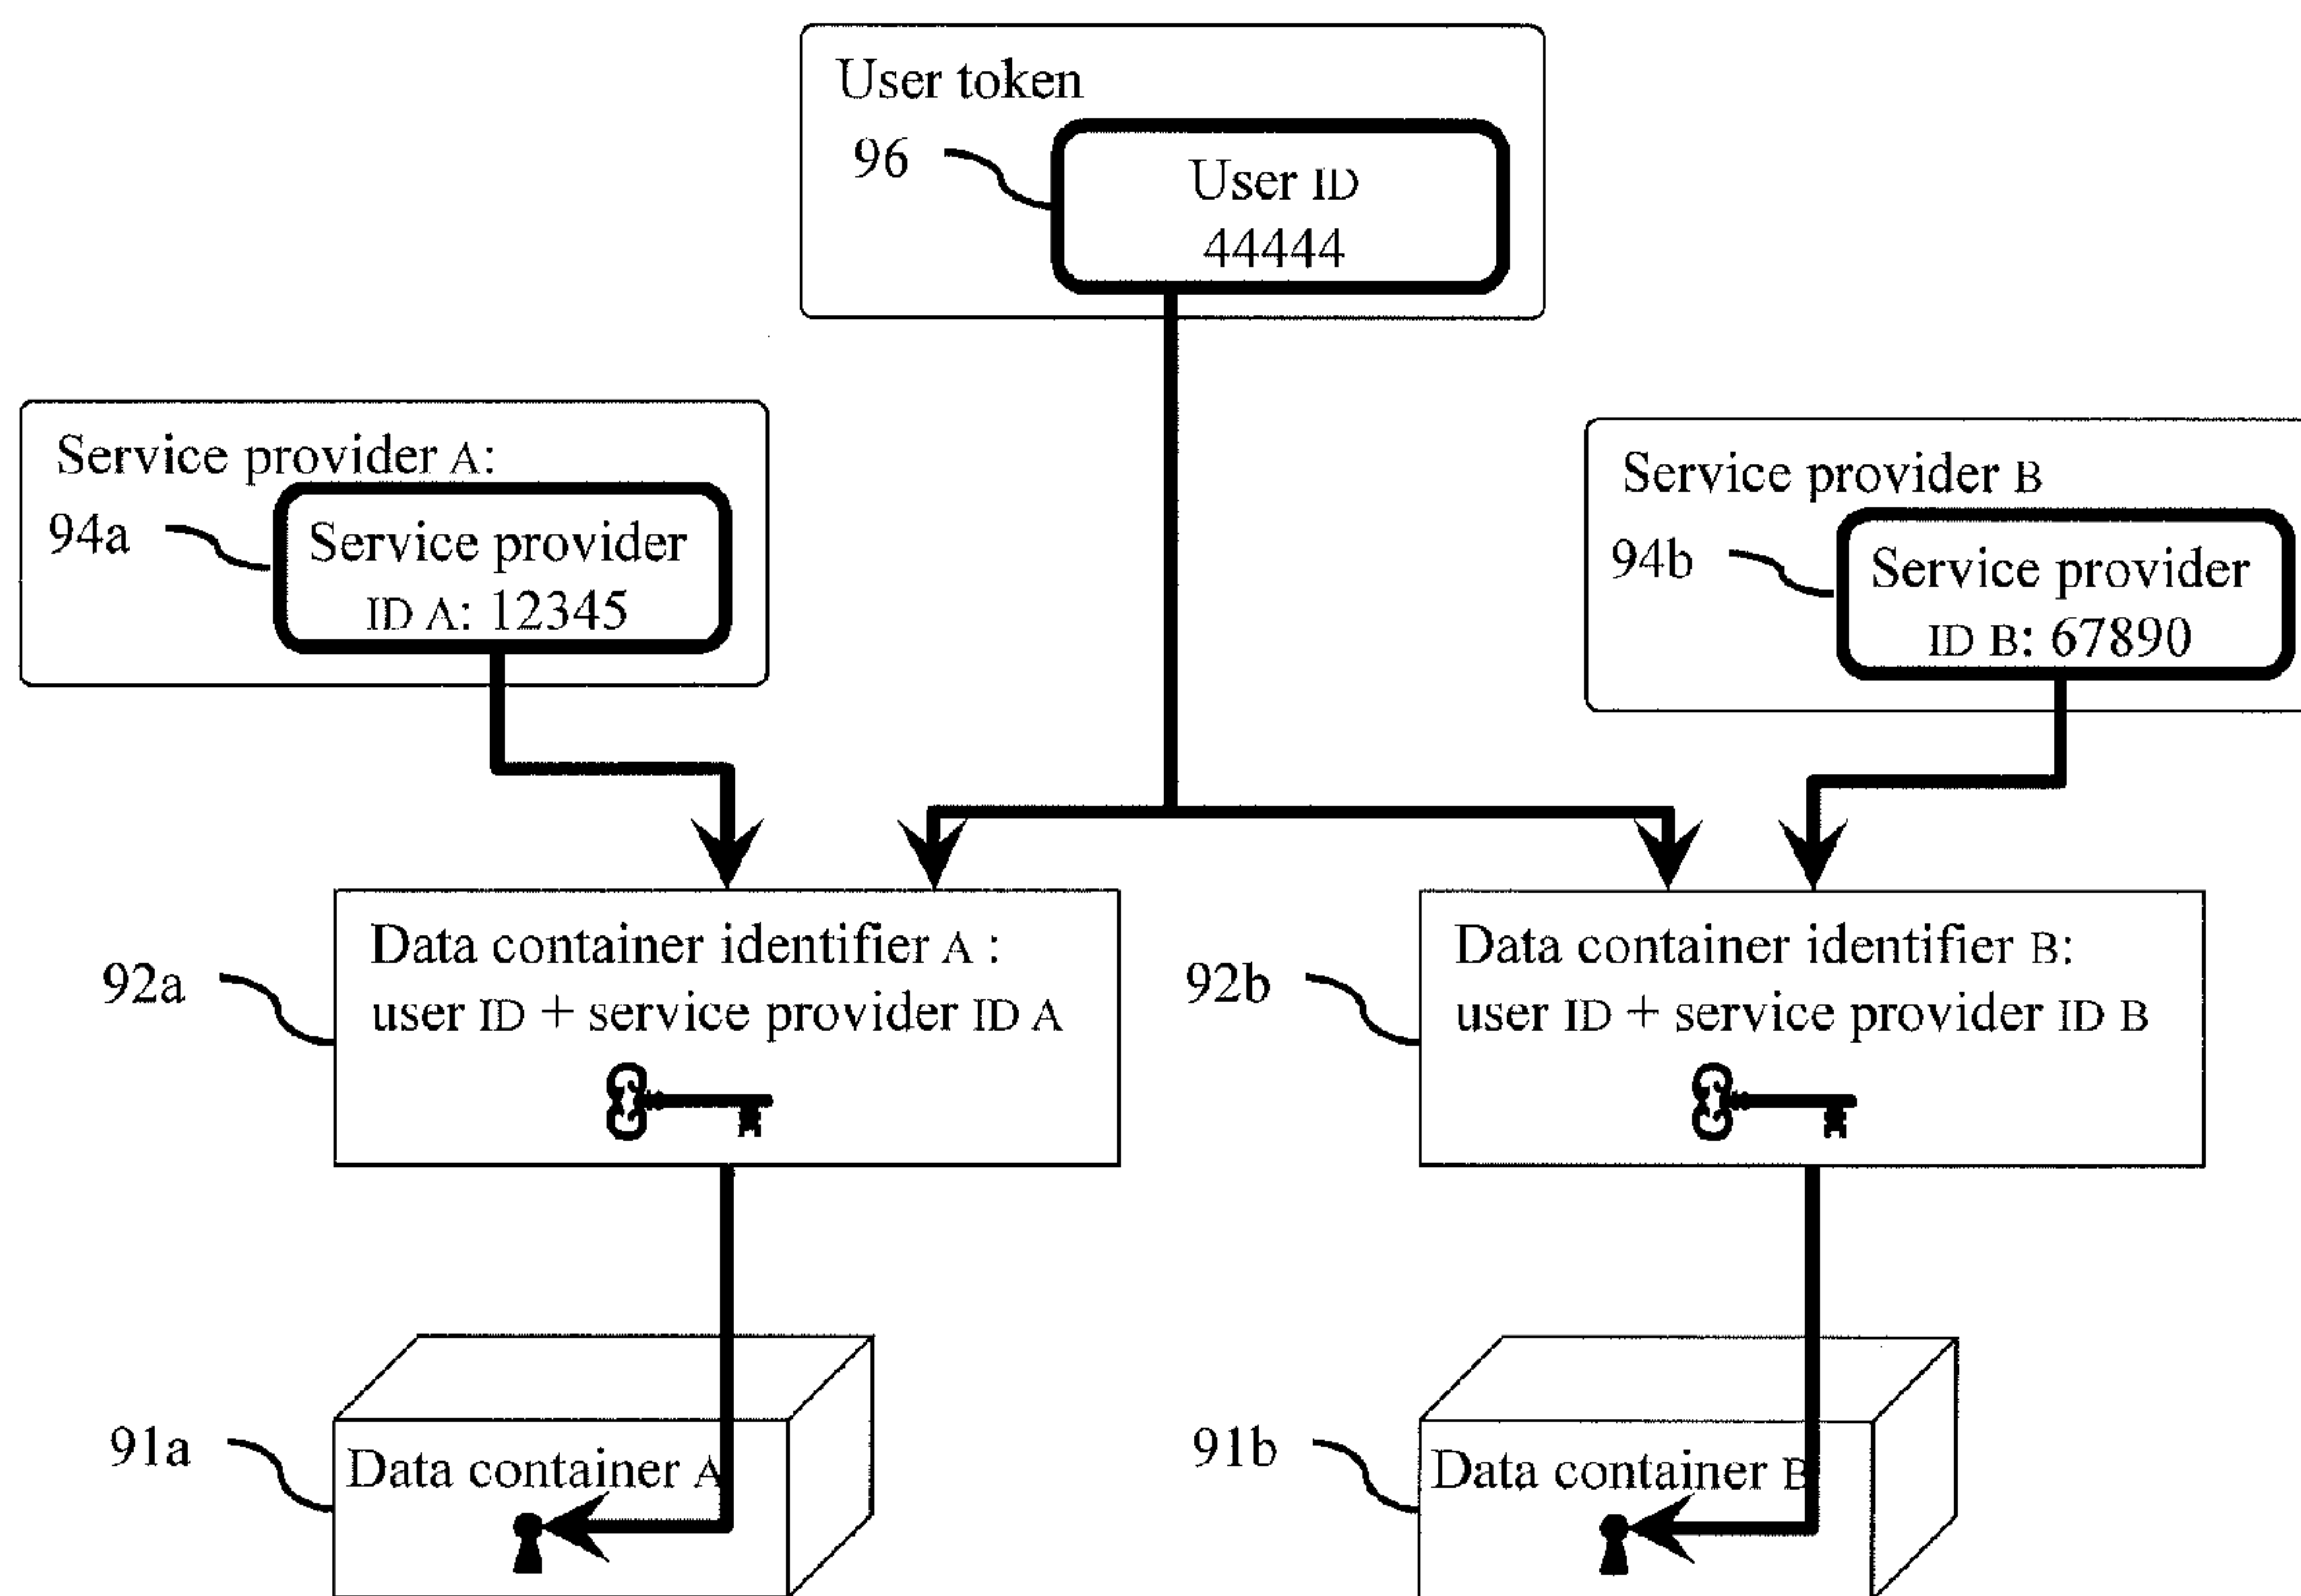 User token
96
User ID
44444
Service provider A:
94a
Service provider
ID A: 12345
Service provider B
94b
Service provider
ID B: 67890
92a
Data container identifier A :
user ID + service provider ID A
92b
Data container identifier B:
user ID + service provider ID B
91a
Data container A
91b
Data container B